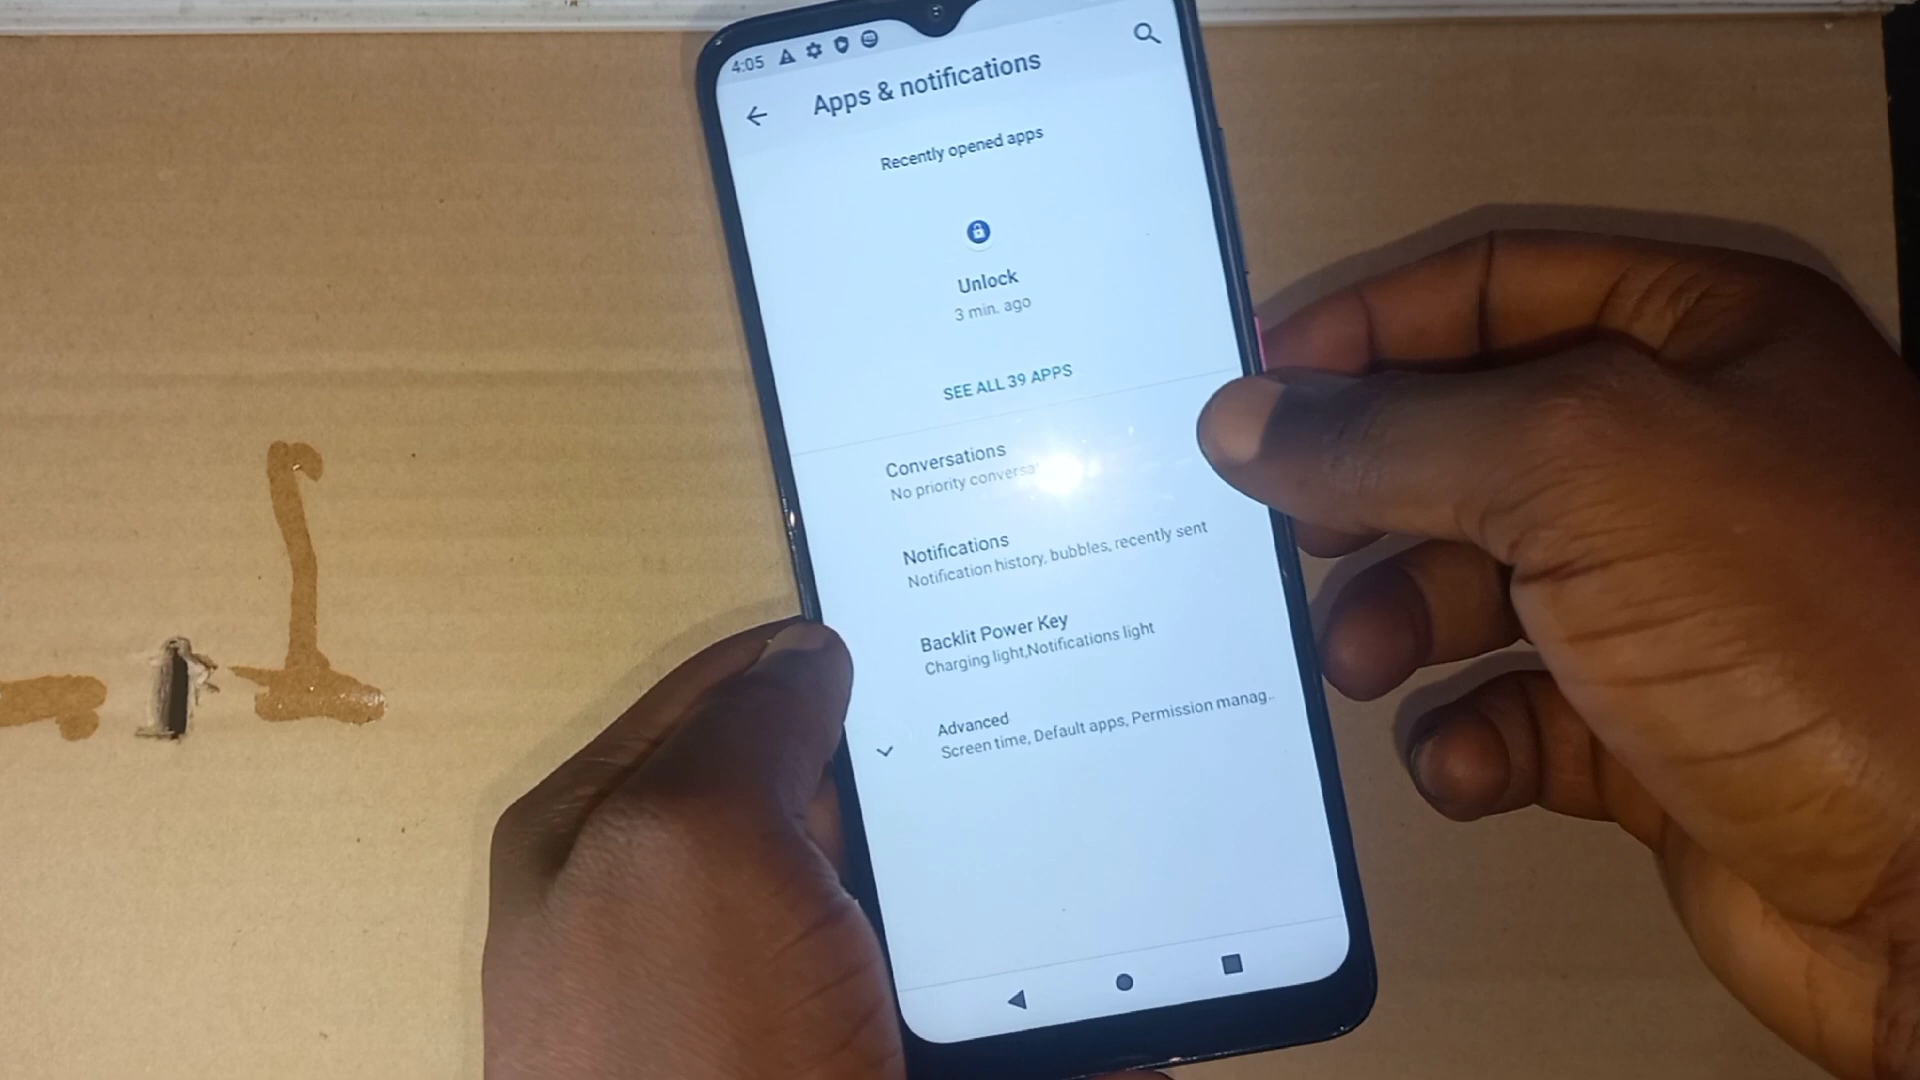 4:05
Apps & notifications
Recently opened apps
Unlock
3 min. ago
SEE ALL 39 APPS
Conversations
No priority
Notifications
Notification history, bubbles, recently sent
Backlit Power Key
Charging light,Notifications light
Advanced
Screen time, Default apps, Permission manag..